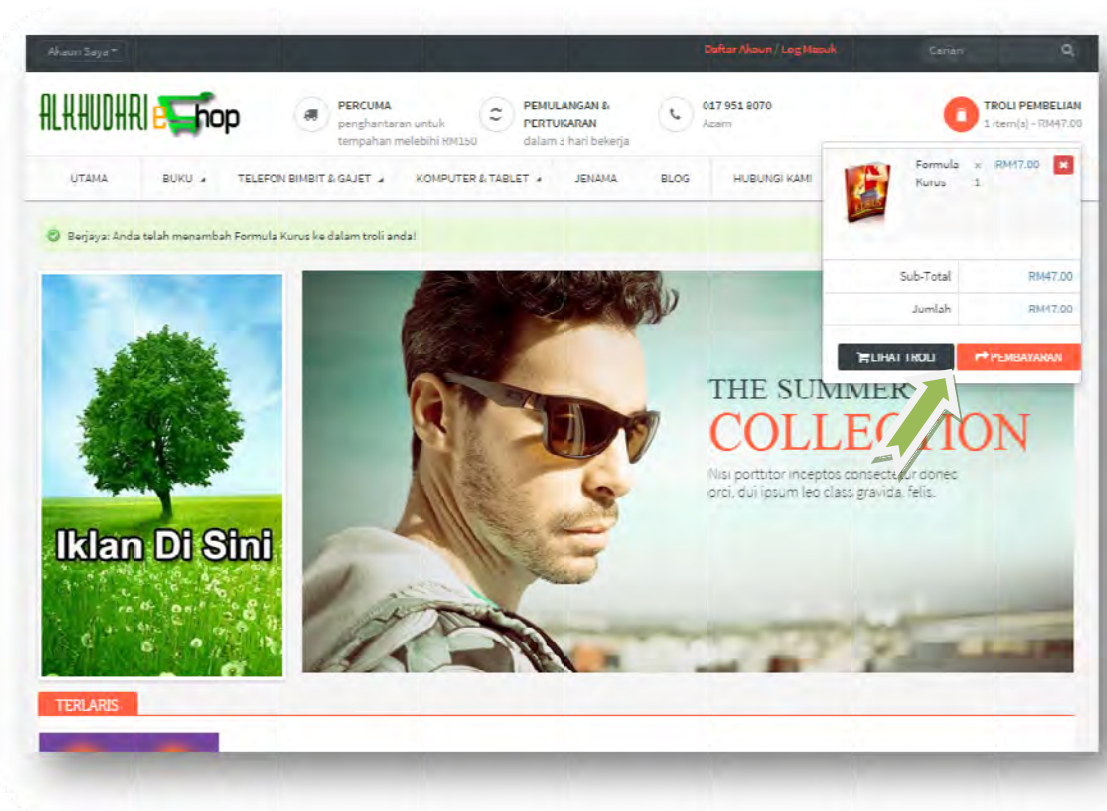 Akaun Saya
Daftar Akaun / Log Masuk
Carian
ALKHUDHRI eShop
PERCUMA
penghantaran untuk
tempahan melebihi RM150
PEMULANGAN &
PERTUKARAN
dalam 3 hari bekerja
017 951 8070
TROLI PEMBELIAN
1 item(s) - RM47.00
UTAMA
BUKU
TELEFON BIMBIT & GAJET
KOMPUTER & TABLET
JENAMA
BLOG
HUBUNGI KAMI
Formula x RM47.00
Kurus 1
Sub-Total RM47.00
Jumlah RM47.00
LIHAT TROLI
PEMBAYARAN
Berjaya: Anda telah menambah Formula Kurus ke dalam troli anda!
Iklan Di Sini
THE SUMMER
COLLECTION
Nisi porttitor inceptos consectetur donec
orci, dui ipsum leo class gravida. felis.
TERLARIS